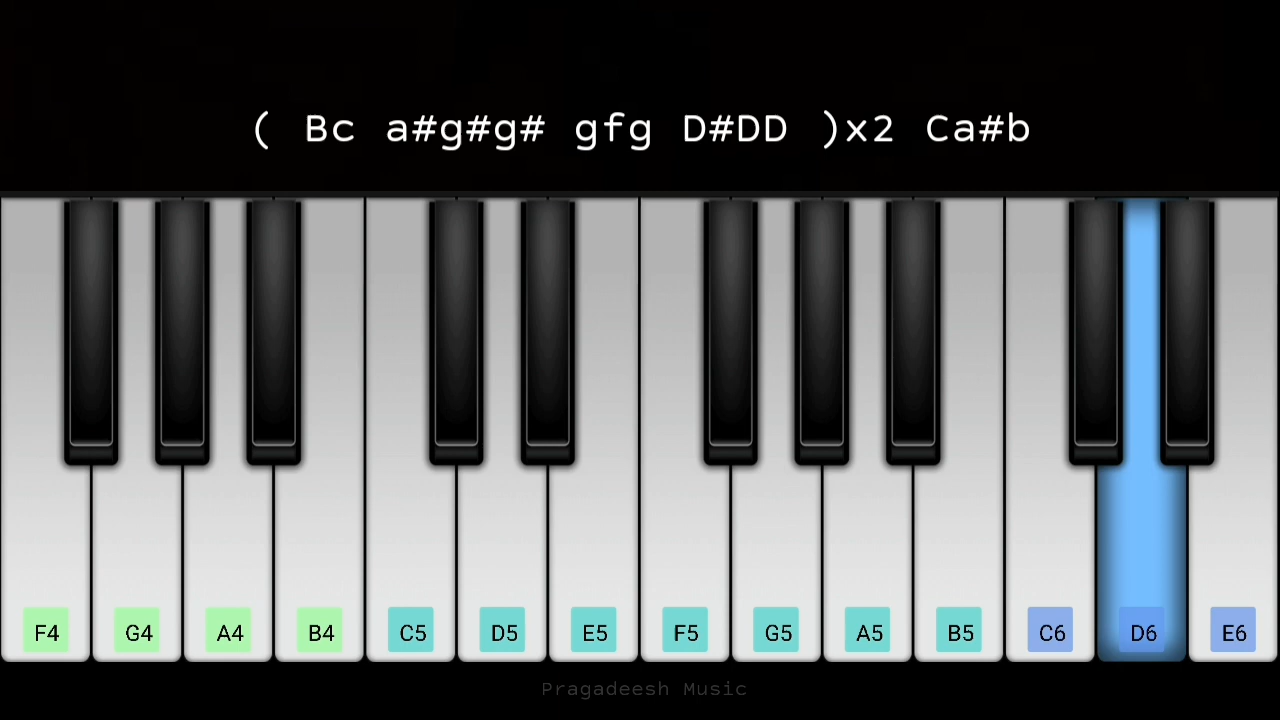 ( Bc a#g#g# gfg D#DD )x2 Ca#b
F4 G4 A4 B4 C5 D5 E5 F5 G5 A5 B5 C6 D6 E6
Pragadeesh Music